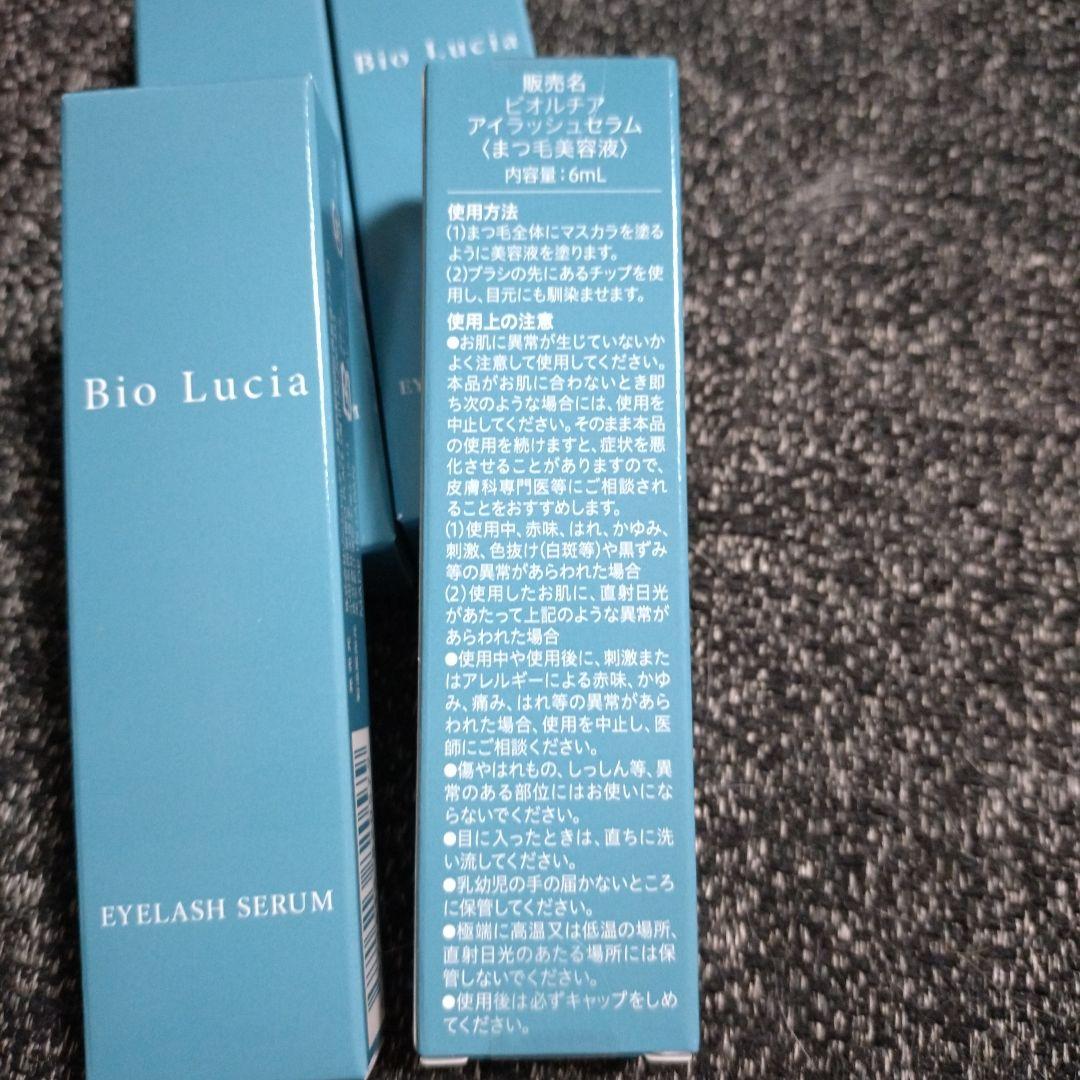 Bio Lucia
EYELASH SERUM
Bio Lucia
EY
販売名
ビオルチア
アイラッシュセラム
〈まつ毛美容液〉
内容量：6mL
使用方法
(1)まつ毛全体にマスカラを塗る
ように美容液を塗ります。
(2)ブラシの先にあるチップを使
用し、目元にも馴染ませます。
使用上の注意
●お肌に異常が生じていないか
よく注意して使用してください。
本品がお肌に合わないとき即
ち次のような場合には、使用を
中止してください。そのまま本品
の使用を続けますと、症状を悪
化させることがありますので、
皮膚科専門医等にご相談され
ることをおすすめします。
(1)使用中、赤味、はれ、かゆみ、
刺激、色抜け(白斑等)や黒ずみ
等の異常があらわれた場合
(2)使用したお肌に、直射日光
があたって上記のような異常が
あらわれた場合
●使用中や使用後に、刺激また
はアレルギーによる赤味、かゆ
み、痛み、はれ等の異常があら
われた場合、使用を中止し、医
師にご相談ください。
●傷やはれもの、しっしん等、異
常のある部位にはお使いにな
らないでください。
●目に入ったときは、直ちに洗
い流してください。
●乳幼児の手の届かないところ
に保管してください。
●極端に高温又は低温の場所、
直射日光のあたる場所には保
管しないでください。
●使用後は必ずキャップをしめ
てください。